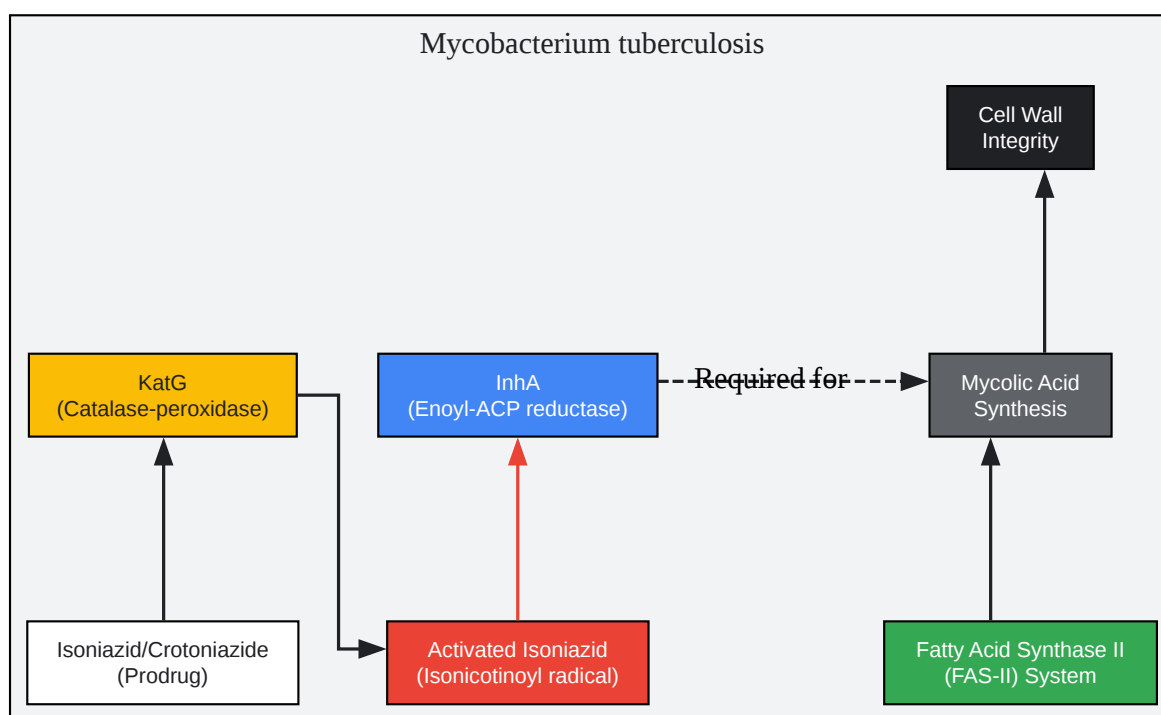 Mycobacterium tuberculosis
Cell Wall
Integrity
KatG
(Catalase-peroxidase)
InhA
(Enoyl-ACP reductase)
Required for
Mycolic Acid
Synthesis
Isoniazid/Crotoniazide
(Prodrug)
Activated Isoniazid
(Isonicotinoyl radical)
Fatty Acid Synthase II
(FAS-II) System